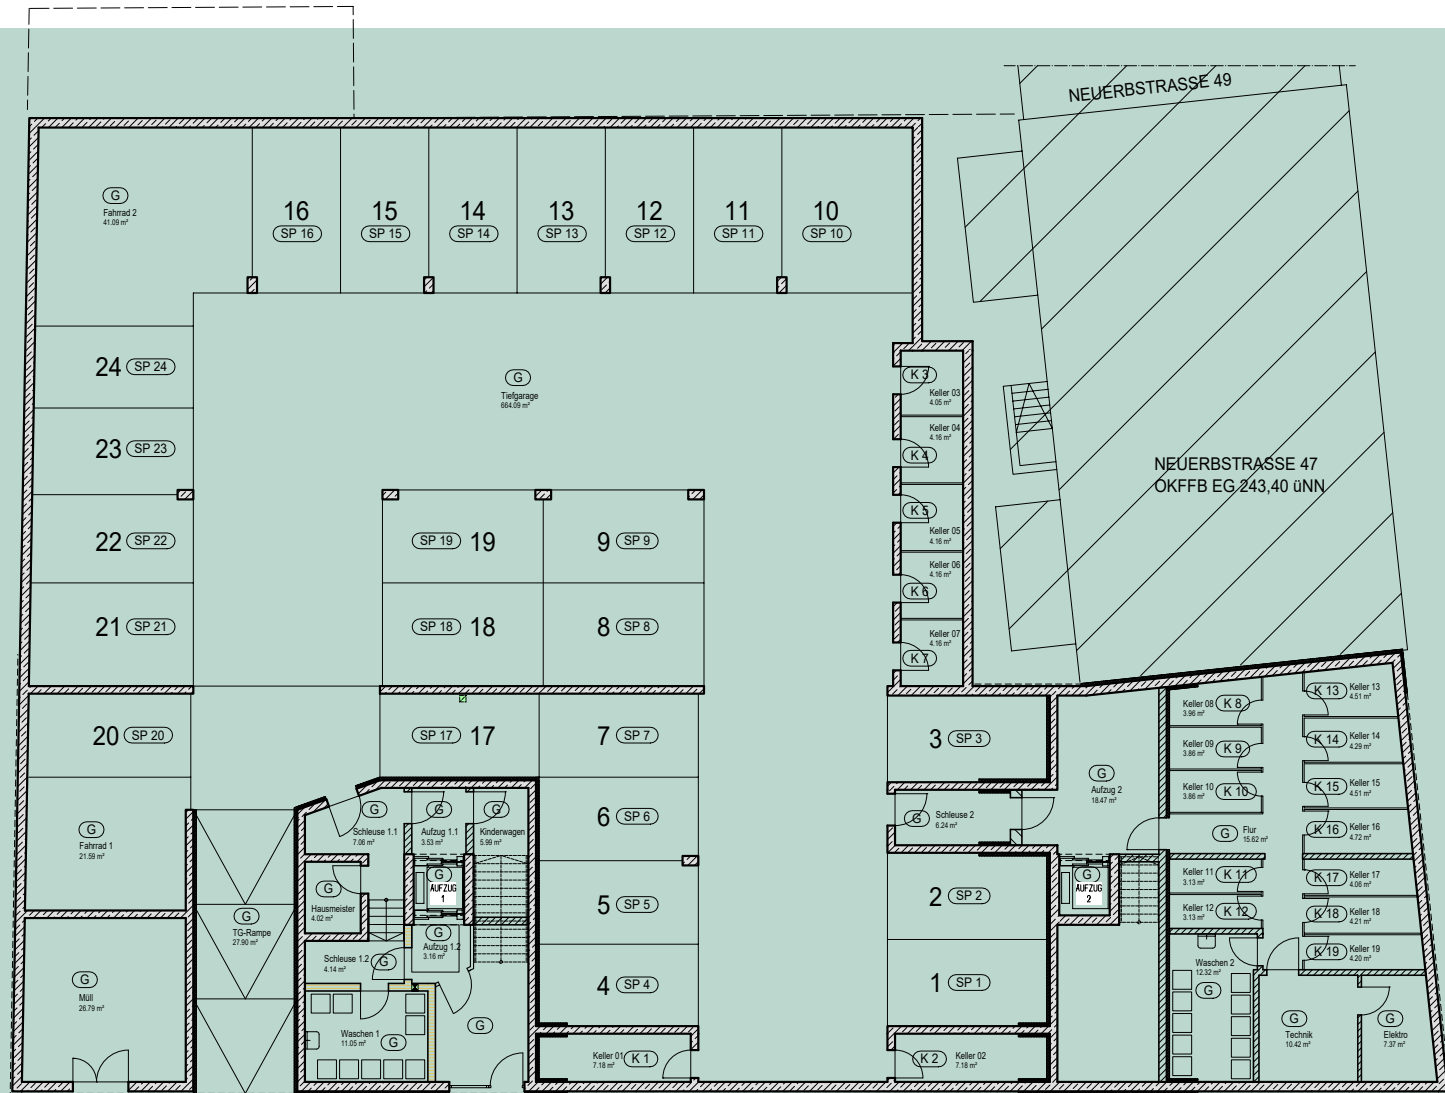 NEUERBSTRASSE 49
G
Fahrrad 2
41.09 m²
16
SP 16
15
SP 15
14
SP 14
13
SP 13
12
SP 12
11
SP 11
10
SP 10
24 SP 24
G
Tiefgarage
664.09 m²
K 3
Keller 03
4.05 m²
Keller 04
4.16 m²
K 4
23 SP 23
NEUERBSTRASSE 47
OKFFB EG 243,40 üNN
K 5
Keller 05
4.16 m²
22 SP 22
SP 19 19
9 SP 9
Keller 06
4.16 m²
K 6
21 SP 21
SP 18 18
8 SP 8
Keller 07
4.16 m²
K 7
20 SP 20
SP 17 17
7 SP 7
3 SP 3
Keller 08
3.96 m²
K 8
K 13
Keller 13
4.51 m²
Keller 09
3.86 m²
K 9
K 14
Keller 14
4.29 m²
G
Aufzug 2
18.47 m²
Keller 10
3.86 m²
K 10
K 15
Keller 15
4.51 m²
G
Fahrrad 1
21.59 m²
G
Schleuse 1.1
7.06 m²
G
Aufzug 1.1
3.53 m²
G
Kinderwagen
5.99 m²
6 SP 6
G
Schleuse 2
6.24 m²
G
Flur
15.62 m²
K 16
Keller 16
4.72 m²
G
Hausmeister
4.02 m²
G
AUFZUG
1
5 SP 5
2 SP 2
G
AUFZUG
2
Keller 11
3.13 m²
K 11
K 17
Keller 17
4.06 m²
Keller 12
3.13 m²
K 12
K 18
Keller 18
4.21 m²
G
TG-Rampe
27.90 m²
G
Aufzug 1.2
3.16 m²
Schleuse 1.2
4.14 m²
G
K 19
Keller 19
4.20 m²
G
Müll
26.79 m²
4 SP 4
1 SP 1
Waschen 2
12.32 m²
G
Waschen 1
11.05 m²
G
G
G
Technik
10.42 m²
G
Elektro
7.37 m²
Keller 01
7.18 m²
K 1
K 2
Keller 02
7.18 m²